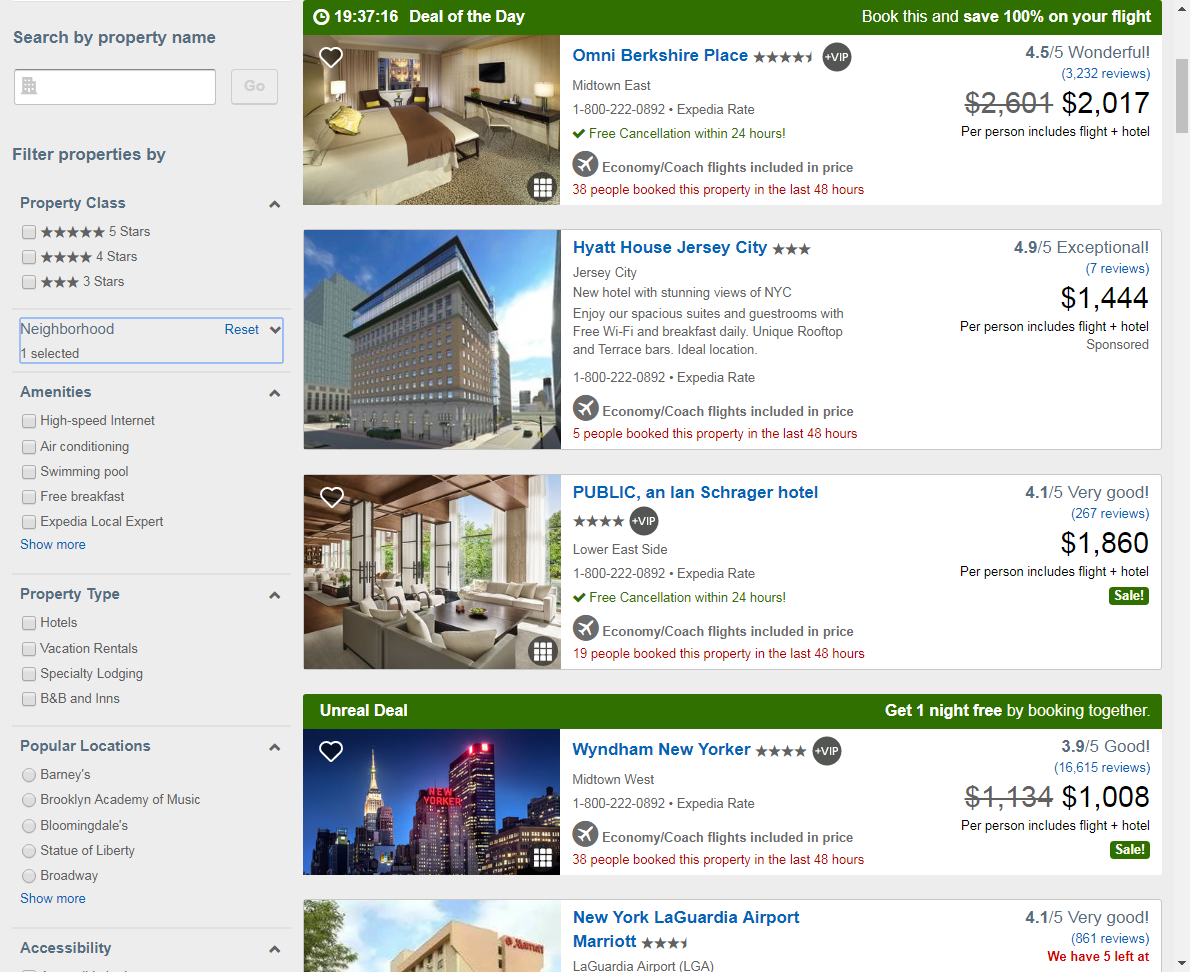 Search by property name
Go
Filter properties by
Property Class
5 Stars
4 Stars
3 Stars
Neighborhood
Reset
1 selected
Amenities
High-speed Internet
Air conditioning
Swimming pool
Free breakfast
Expedia Local Expert
Show more
Property Type
Hotels
Vacation Rentals
Specialty Lodging
B&B and Inns
Popular Locations
Barney's
Brooklyn Academy of Music
Bloomingdale's
Statue of Liberty
Broadway
Show more
Accessibility
19:37:16 Deal of the Day
Book this and save 100% on your flight
Omni Berkshire Place
+VIP
Midtown East
1-800-222-0892 • Expedia Rate
Free Cancellation within 24 hours!
Economy/Coach flights included in price
38 people booked this property in the last 48 hours
4.5/5 Wonderful!
(3,232 reviews)
$2,601 $2,017
Per person includes flight + hotel
Hyatt House Jersey City
Jersey City
New hotel with stunning views of NYC
Enjoy our spacious suites and guestrooms with
Free Wi-Fi and breakfast daily. Unique Rooftop
and Terrace bars. Ideal location.
1-800-222-0892 • Expedia Rate
Economy/Coach flights included in price
5 people booked this property in the last 48 hours
4.9/5 Exceptional!
(7 reviews)
$1,444
Per person includes flight + hotel
Sponsored
PUBLIC, an Ian Schrager hotel
+VIP
Lower East Side
1-800-222-0892 • Expedia Rate
Free Cancellation within 24 hours!
Economy/Coach flights included in price
19 people booked this property in the last 48 hours
4.1/5 Very good!
(267 reviews)
$1,860
Per person includes flight + hotel
Sale!
Unreal Deal
Get 1 night free by booking together.
NEW
YORKER
Wyndham New Yorker
+VIP
Midtown West
1-800-222-0892 • Expedia Rate
Economy/Coach flights included in price
38 people booked this property in the last 48 hours
3.9/5 Good!
(16,615 reviews)
$1,134 $1,008
Per person includes flight + hotel
Sale!
Marriott
New York LaGuardia Airport
Marriott
LaGuardia Airport (LGA)
4.1/5 Very good!
(861 reviews)
We have 5 left at